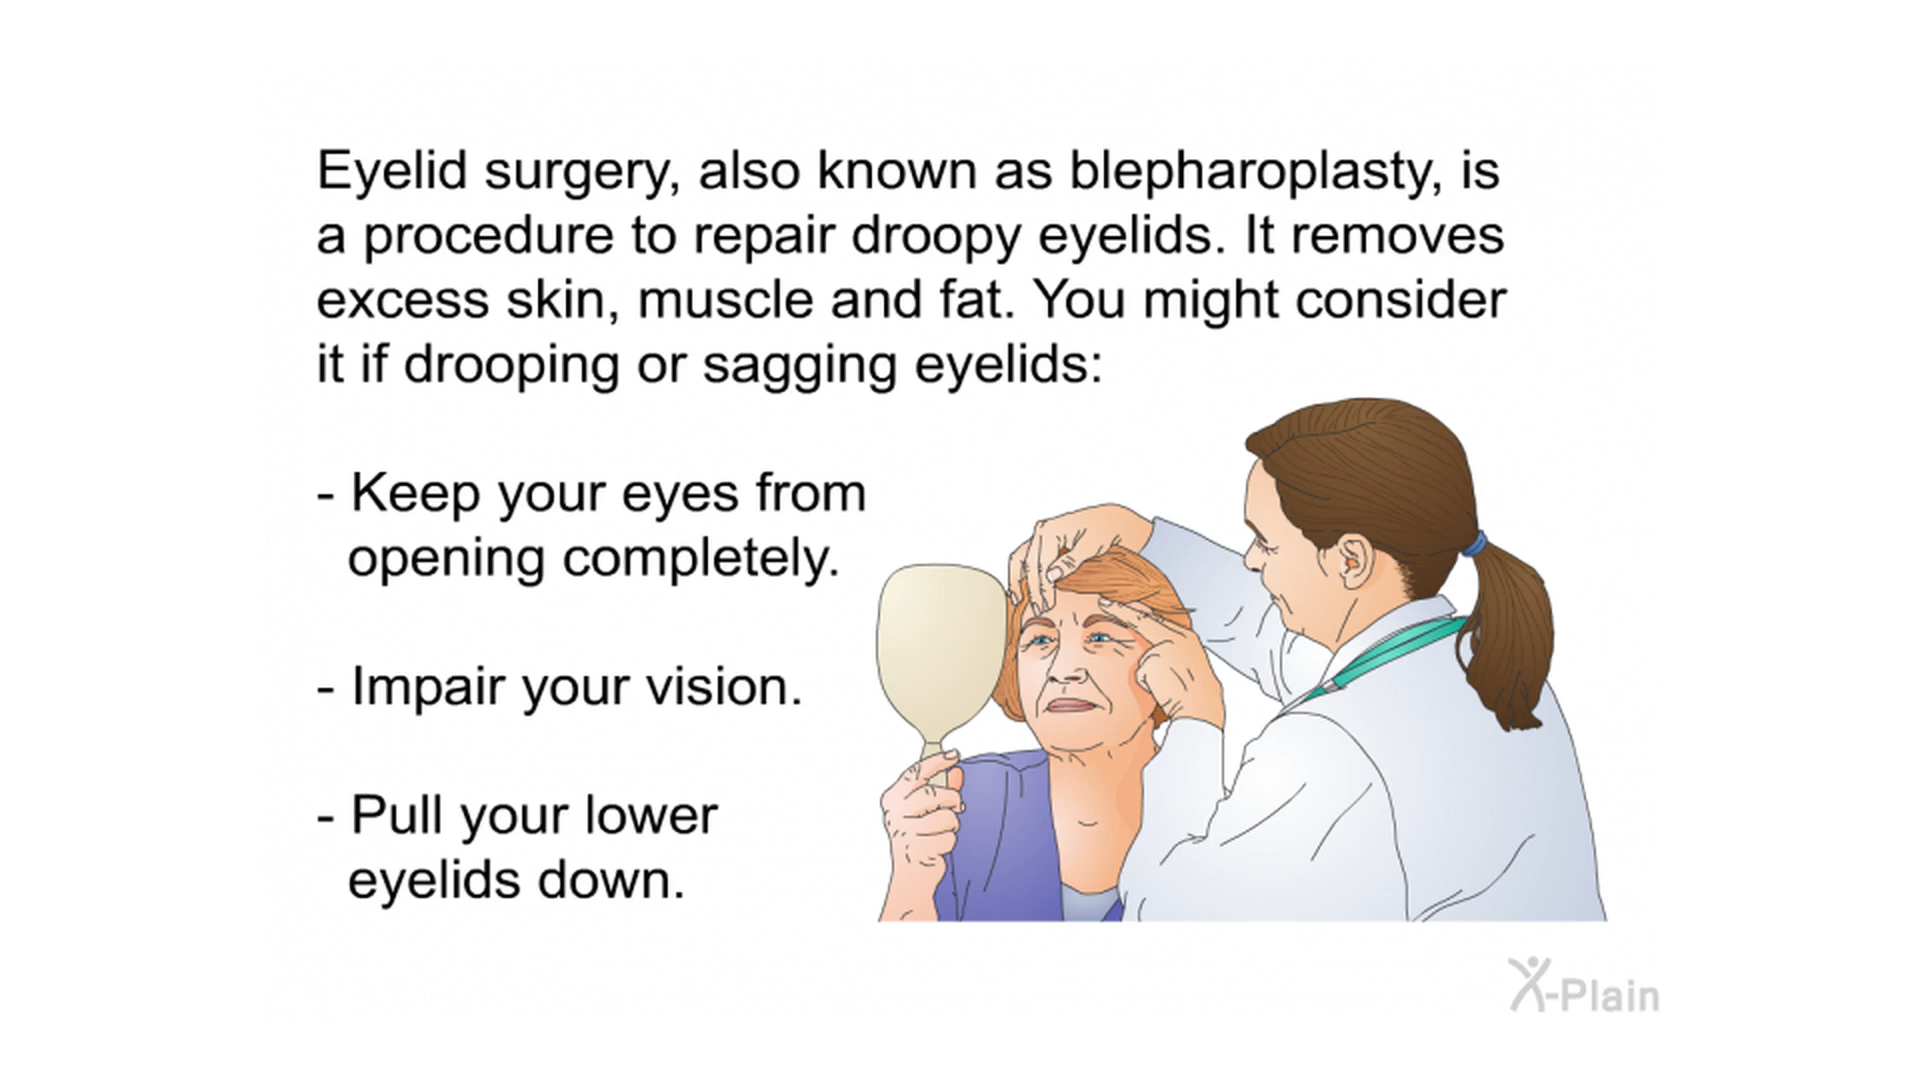 Eyelid surgery, also known as blepharoplasty, is
a procedure to repair droopy eyelids. It removes
excess skin, muscle and fat. You might consider
it if drooping or sagging eyelids:
- Keep your eyes from
opening completely.
- Impair your vision.
- Pull your lower
eyelids down.
X-Plain